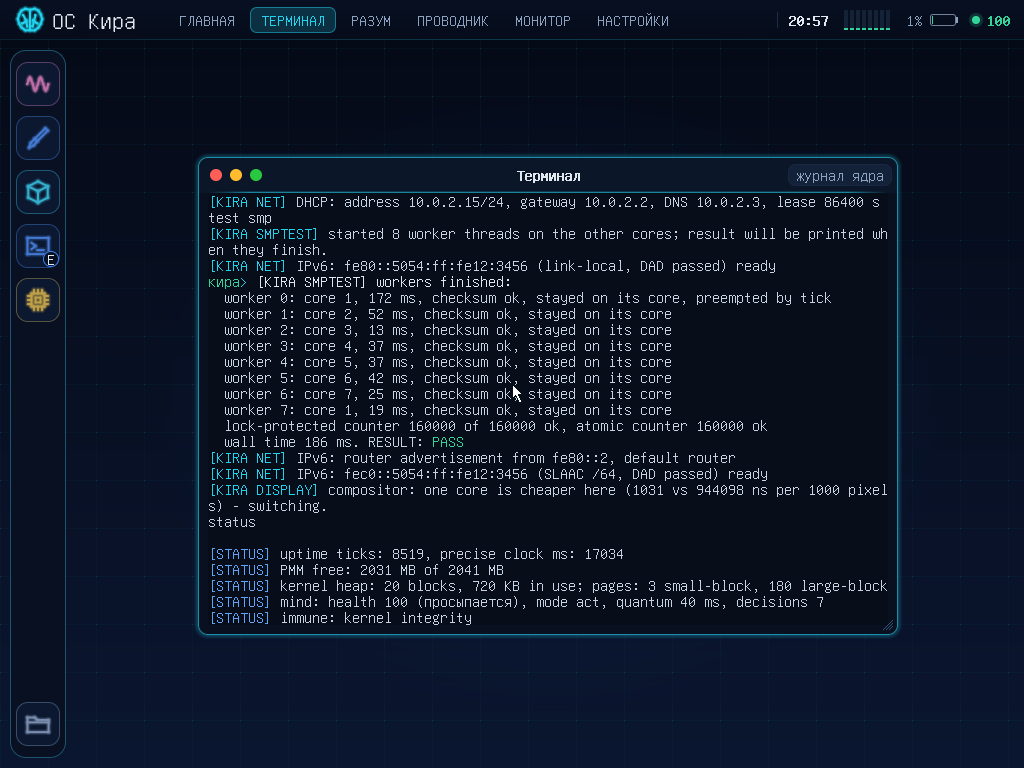 ОС Кира
ГЛАВНАЯ ТЕРМИНАЛ РАЗУМ ПРОВОДНИК МОНИТОР НАСТРОЙКИ
20:57 1% 100
E
Терминал журнал ядра
[KIRA NET] DHCP: address 10.0.2.15/24, gateway 10.0.2.2, DNS 10.0.2.3, lease 86400 s
test smp
[KIRA SMPTEST] started 8 worker threads on the other cores; result will be printed wh
en they finish.
[KIRA NET] IPv6: fe80::5054:ff:fe12:3456 (link-local, DAD passed) ready
кира> [KIRA SMPTEST] workers finished:
worker 0: core 1, 172 ms, checksum ok, stayed on its core, preempted by tick
worker 1: core 2, 52 ms, checksum ok, stayed on its core
worker 2: core 3, 13 ms, checksum ok, stayed on its core
worker 3: core 4, 37 ms, checksum ok, stayed on its core
worker 4: core 5, 37 ms, checksum ok, stayed on its core
worker 5: core 6, 42 ms, checksum ok, stayed on its core
worker 6: core 7, 25 ms, checksum ok, stayed on its core
worker 7: core 1, 19 ms, checksum ok, stayed on its core
lock-protected counter 160000 of 160000 ok, atomic counter 160000 ok
wall time 186 ms. RESULT: PASS
[KIRA NET] IPv6: router advertisement from fe80::2, default router
[KIRA NET] IPv6: fec0::5054:ff:fe12:3456 (SLAAC /64, DAD passed) ready
[KIRA DISPLAY] compositor: one core is cheaper here (1031 vs 944098 ns per 1000 pixel
s) - switching.
status
[STATUS] uptime ticks: 8519, precise clock ms: 17034
[STATUS] PMM free: 2031 MB of 2041 MB
[STATUS] kernel heap: 20 blocks, 720 KB in use; pages: 3 small-block, 180 large-block
[STATUS] mind: health 100 (просыпается), mode act, quantum 40 ms, decisions 7
[STATUS] immune: kernel integrity